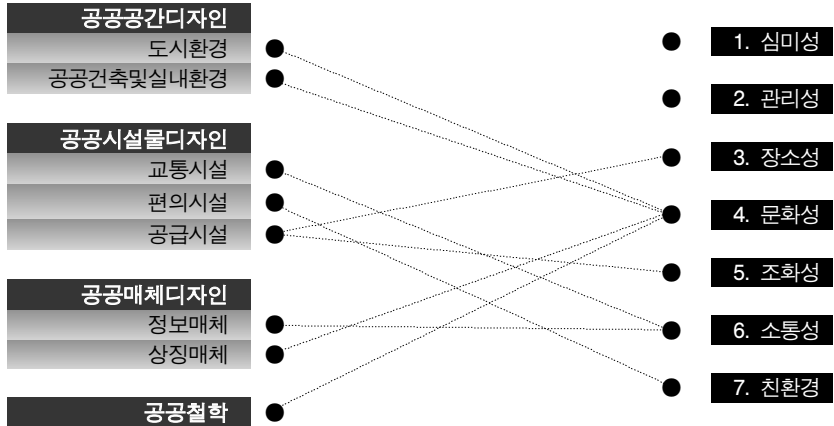 공공공간디자인
도시환경
공공건축및실내환경
공공시설물디자인
교통시설
편의시설
공급시설
공공매체디자인
정보매체
상징매체
공공철학
1. 심미성
2. 관리성
3. 장소성
4. 문화성
5. 조화성
6. 소통성
7. 친환경